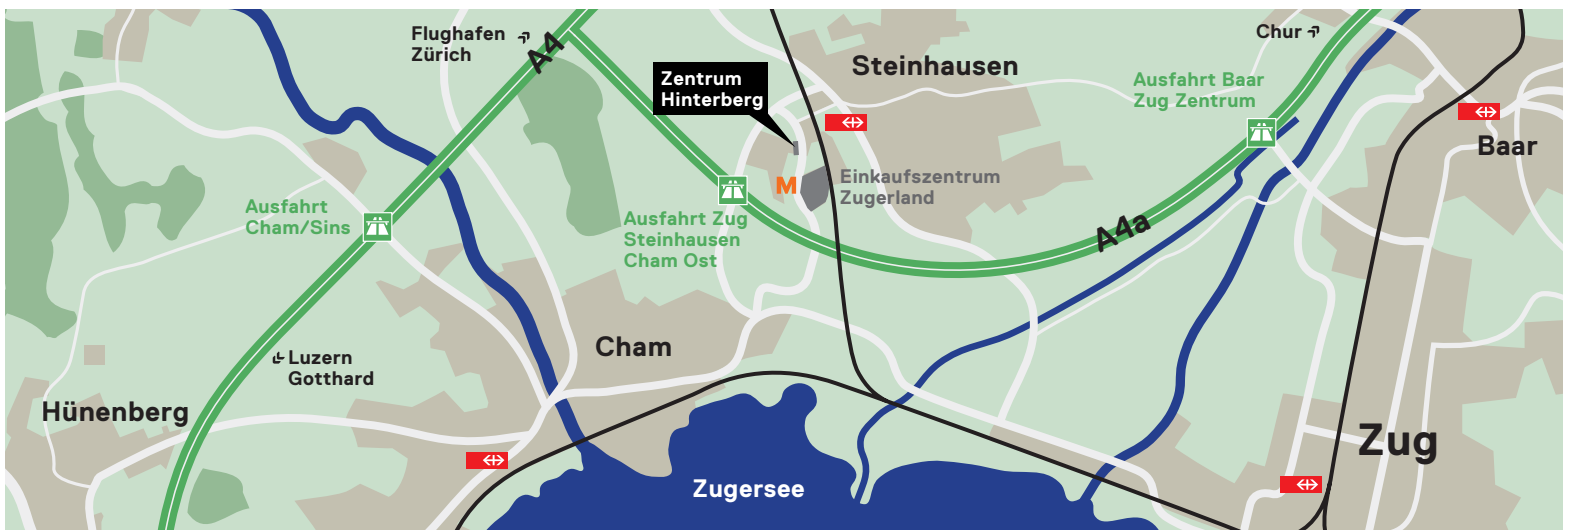 Flughafen
Zürich
A4
Zentrum
Hinterberg
Steinhausen
Chur
Ausfahrt Baar
Zug Zentrum
Baar
M
Einkaufszentrum
Zugerland
Ausfahrt
Cham/Sins
Ausfahrt Zug
Steinhausen
Cham Ost
A4a
Luzern
Gotthard
Cham
Hünenberg
Zug
Zugersee